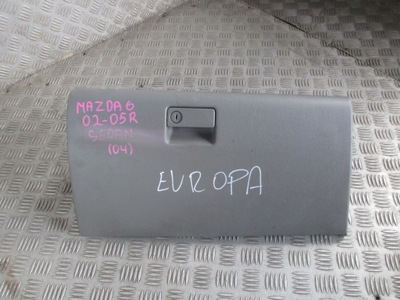 MAZDA 6
02-05R
SEDAN
(04)
EUROPA